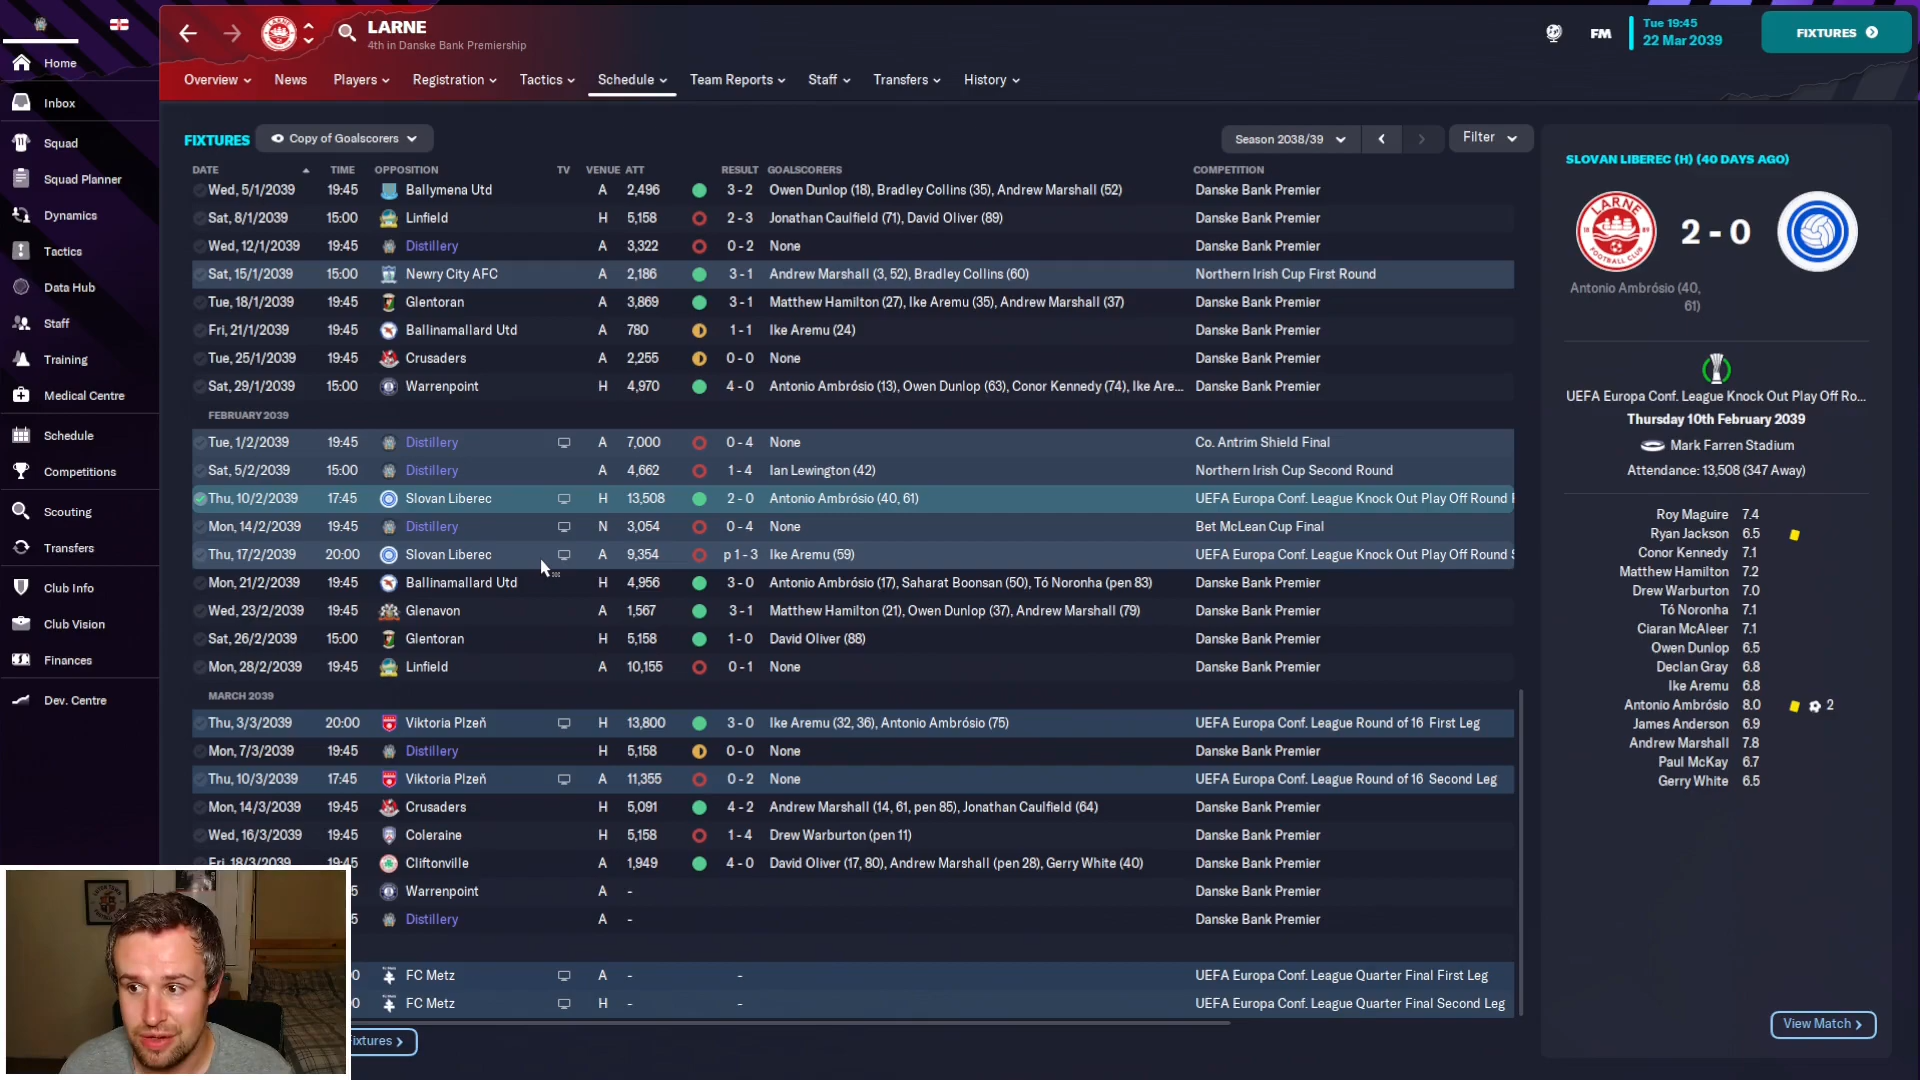 LARNE
4th in Danske Bank Premiership
FM
Tue 19:45
22 Mar 2039
FIXTURES
Overview
News
Players
Registration
Tactics
Schedule
Team Reports
Staff
Transfers
History
Home
Inbox
Squad
Squad Planner
Dynamics
Tactics
Data Hub
Staff
Training
Medical Centre
Schedule
Competitions
Scouting
Transfers
Club Info
Club Vision
Finances
Dev. Centre
FIXTURES Copy of Goalscorers Season 2038/39 Filter
DATE TIME OPPOSITION TV VENUE ATT RESULT GOALSCORERS COMPETITION
Wed, 5/1/2039 19:45 Ballymena Utd A 2,496 3 - 2 Owen Dunlop (18), Bradley Collins (35), Andrew Marshall (52) Danske Bank Premier
Sat, 8/1/2039 15:00 Linfield H 5,158 2 - 3 Jonathan Caulfield (71), David Oliver (89) Danske Bank Premier
Wed, 12/1/2039 19:45 Distillery A 3,322 0 - 2 None Danske Bank Premier
Sat, 15/1/2039 15:00 Newry City AFC A 2,186 3 - 1 Andrew Marshall (3, 52), Bradley Collins (60) Northern Irish Cup First Round
Tue, 18/1/2039 19:45 Glentoran A 3,869 3 - 1 Matthew Hamilton (27), Ike Aremu (35), Andrew Marshall (37) Danske Bank Premier
Fri, 21/1/2039 19:45 Ballinamallard Utd A 780 1 - 1 Ike Aremu (24) Danske Bank Premier
Tue, 25/1/2039 19:45 Crusaders A 2,255 0 - 0 None Danske Bank Premier
Sat, 29/1/2039 15:00 Warrenpoint H 4,970 4 - 0 Antonio Ambrósio (13), Owen Dunlop (63), Conor Kennedy (74), Ike Are... Danske Bank Premier
FEBRUARY 2039
Tue, 1/2/2039 19:45 Distillery A 7,000 0 - 4 None Co. Antrim Shield Final
Sat, 5/2/2039 15:00 Distillery A 4,662 1 - 4 Ian Lewington (42) Northern Irish Cup Second Round
Thu, 10/2/2039 17:45 Slovan Liberec H 13,508 2 - 0 Antonio Ambrósio (40, 61) UEFA Europa Conf. League Knock Out Play Off Round
Mon, 14/2/2039 19:45 Distillery N 3,054 0 - 4 None Bet McLean Cup Final
Thu, 17/2/2039 20:00 Slovan Liberec A 9,354 p 1 - 3 Ike Aremu (59) UEFA Europa Conf. League Knock Out Play Off Round
Mon, 21/2/2039 19:45 Ballinamallard Utd H 4,956 3 - 0 Antonio Ambrósio (17), Saharat Boonsan (50), Tó Noronha (pen 83) Danske Bank Premier
Wed, 23/2/2039 19:45 Glenavon A 1,567 3 - 1 Matthew Hamilton (21), Owen Dunlop (37), Andrew Marshall (79) Danske Bank Premier
Sat, 26/2/2039 15:00 Glentoran H 5,158 1 - 0 David Oliver (88) Danske Bank Premier
Mon, 28/2/2039 19:45 Linfield A 10,155 0 - 1 None Danske Bank Premier
MARCH 2039
Thu, 3/3/2039 20:00 Viktoria Plzeň H 13,800 3 - 0 Ike Aremu (32, 36), Antonio Ambrósio (75) UEFA Europa Conf. League Round of 16 First Leg
Mon, 7/3/2039 19:45 Distillery H 5,158 0 - 0 None Danske Bank Premier
Thu, 10/3/2039 17:45 Viktoria Plzeň A 11,355 0 - 2 None UEFA Europa Conf. League Round of 16 Second Leg
Mon, 14/3/2039 19:45 Crusaders H 5,091 4 - 2 Andrew Marshall (14, 61, pen 85), Jonathan Caulfield (64) Danske Bank Premier
Wed, 16/3/2039 19:45 Coleraine H 5,158 1 - 4 Drew Warburton (pen 11) Danske Bank Premier
Fri, 18/3/2039 19:45 Cliftonville A 1,949 4 - 0 David Oliver (17, 80), Andrew Marshall (pen 28), Gerry White (40) Danske Bank Premier
5 Warrenpoint A - Danske Bank Premier
5 Distillery A - Danske Bank Premier
0 FC Metz A - - UEFA Europa Conf. League Quarter Final First Leg
0 FC Metz H - - UEFA Europa Conf. League Quarter Final Second Leg
ixtures
SLOVAN LIBEREC (H) (40 DAYS AGO)
LARNE
FOOTBALL CLUB
2 - 0
Antonio Ambrósio (40,
61)
UEFA Europa Conf. League Knock Out Play Off Ro...
Thursday 10th February 2039
Mark Farren Stadium
Attendance: 13,508 (347 Away)
Roy Maguire 7.4
Ryan Jackson 6.5
Conor Kennedy 7.1
Matthew Hamilton 7.2
Drew Warburton 7.0
Tó Noronha 7.1
Ciaran McAleer 7.1
Owen Dunlop 6.5
Declan Gray 6.8
Ike Aremu 6.8
Antonio Ambrósio 8.0 2
James Anderson 6.9
Andrew Marshall 7.8
Paul McKay 6.7
Gerry White 6.5
View Match